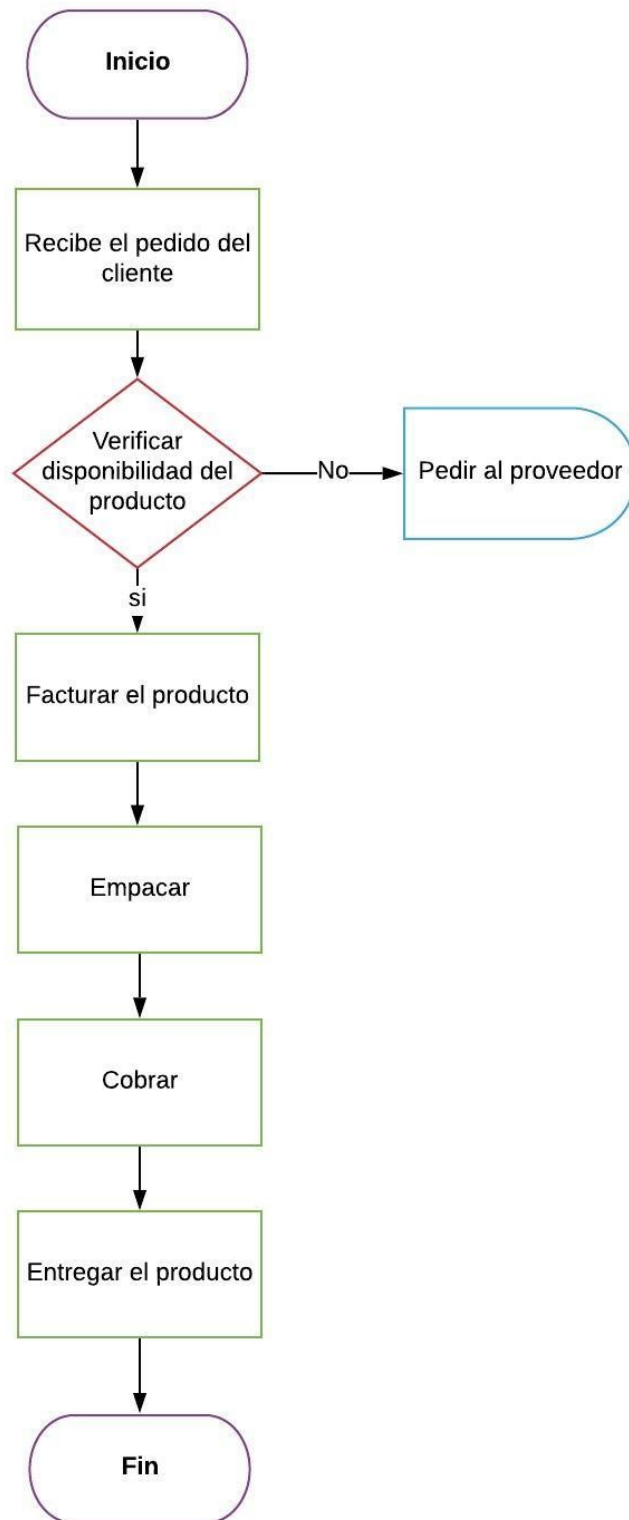 Inicio
Recibe el pedido del
cliente
Verificar
disponibilidad del
producto
No
Pedir al proveedor
si
Facturar el producto
Empacar
Cobrar
Entregar el producto
Fin